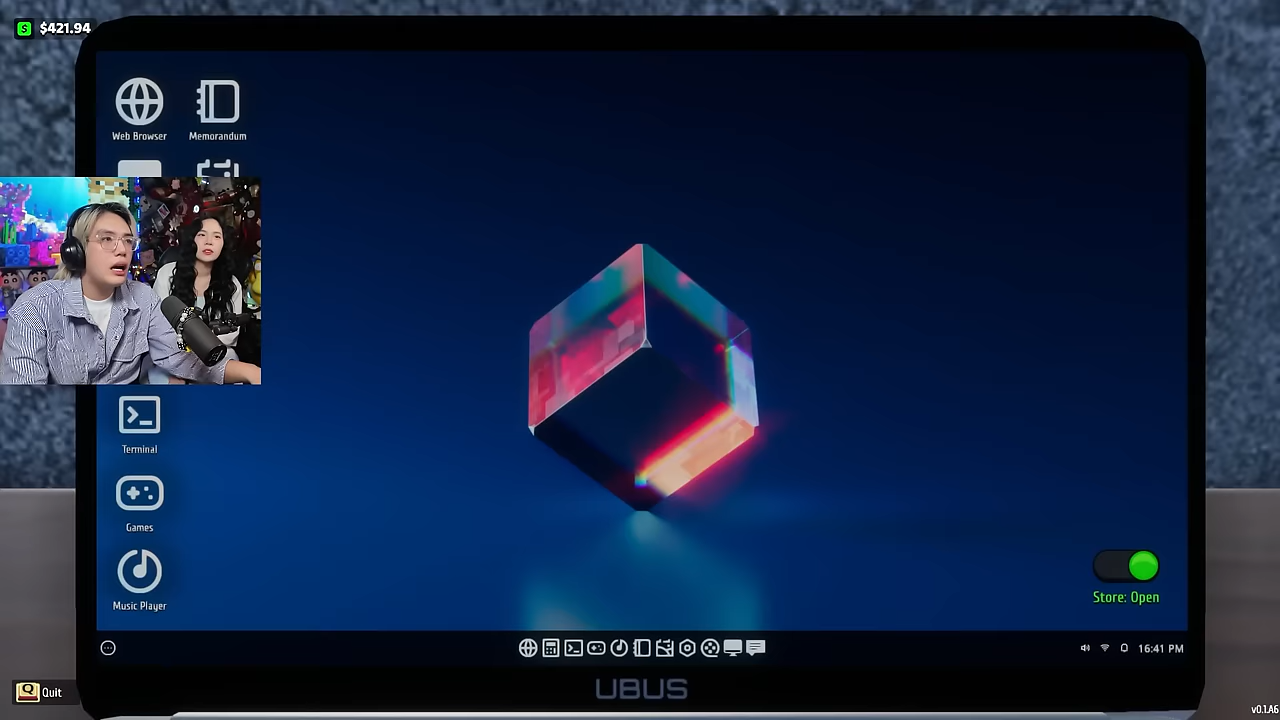 $421.94
Web Browser
Memorandum
Terminal
Games
Music Player
Store: Open
16:41 PM
UBUS
Q Quit
v0.1.A6